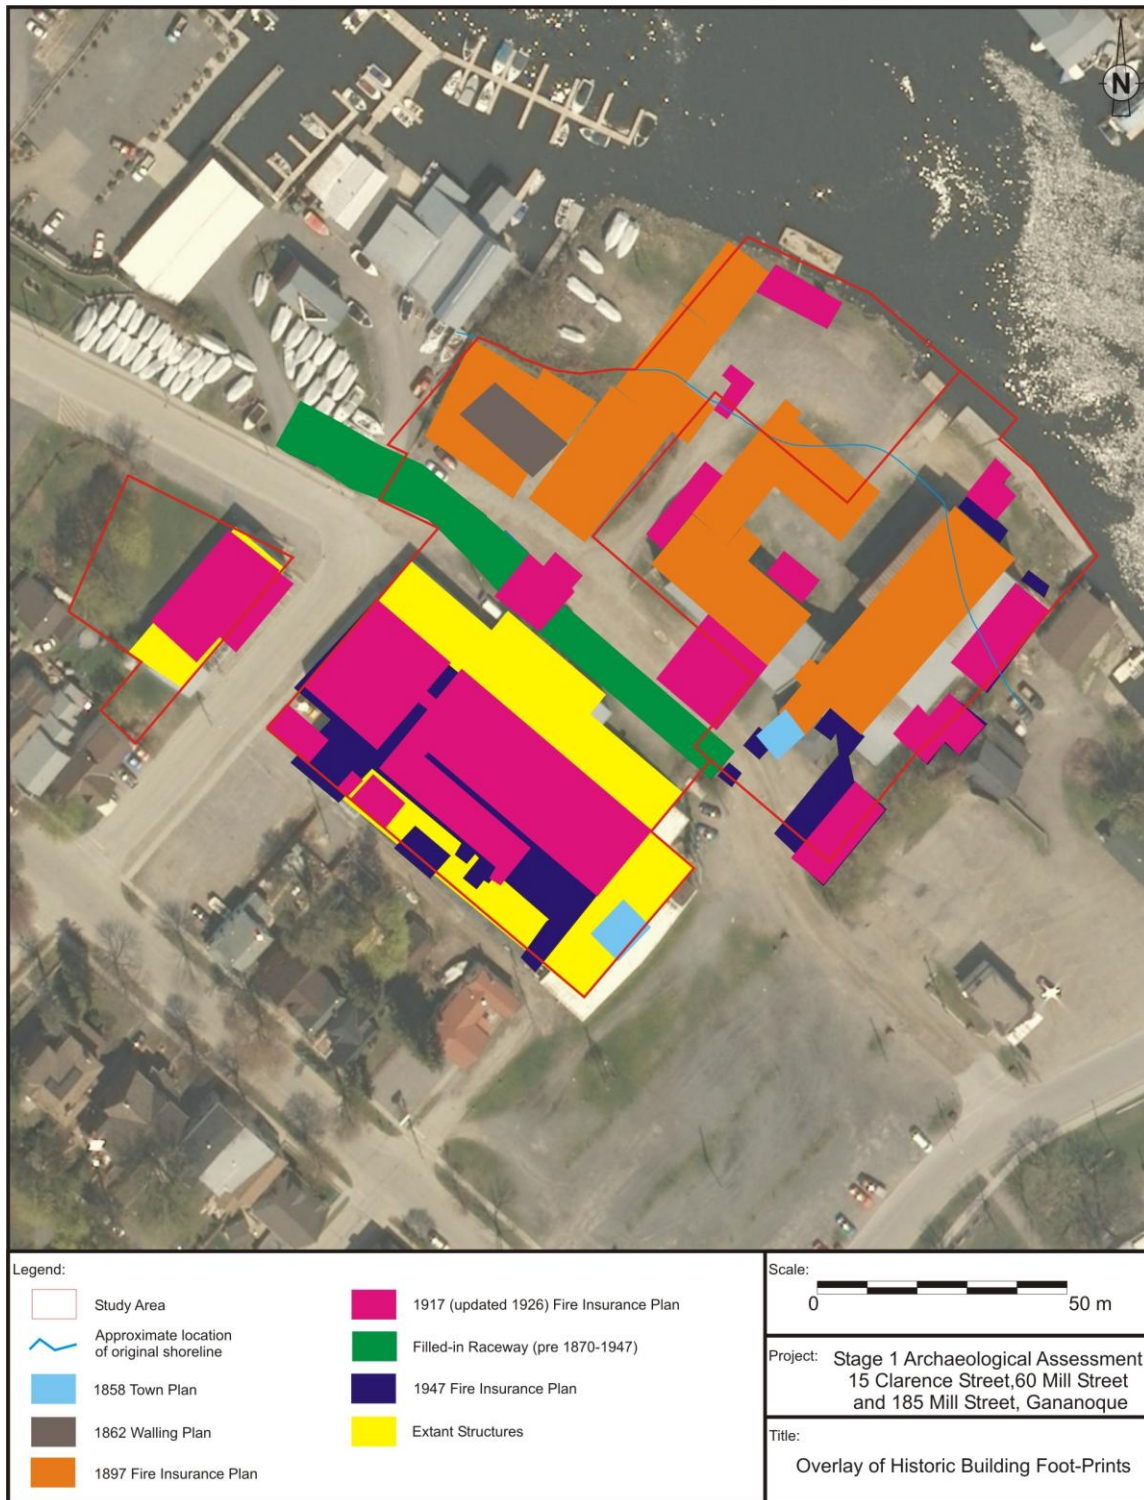 N
Legend:
Study Area
Approximate location
of original shoreline
1858 Town Plan
1862 Walling Plan
1897 Fire Insurance Plan
1917 (updated 1926) Fire Insurance Plan
Filled-in Raceway (pre 1870-1947)
1947 Fire Insurance Plan
Extant Structures
Scale:
0 50 m
Project: Stage 1 Archaeological Assessment
15 Clarence Street,60 Mill Street
and 185 Mill Street, Gananoque
Title:
Overlay of Historic Building Foot-Prints